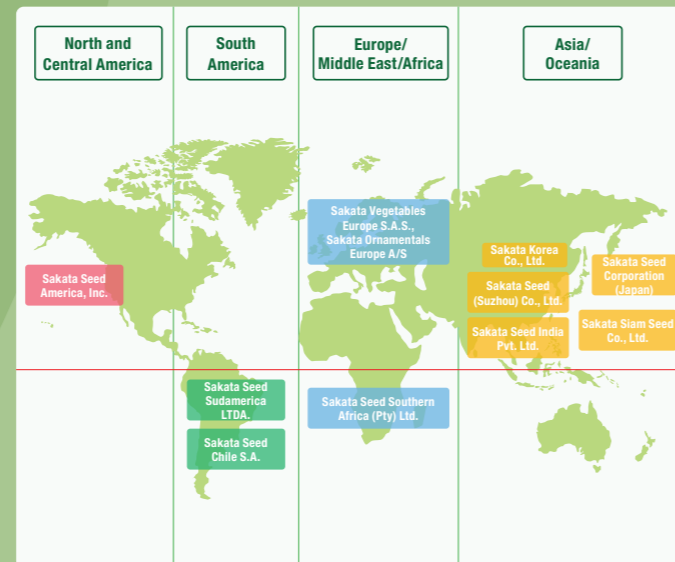 North and
Central America
South
America
Europe/
Middle East/Africa
Asia/
Oceania
Sakata Seed
America, Inc.
Sakata Seed
Sudamerica
LTDA.
Sakata Seed
Chile S.A.
Sakata Vegetables
Europe S.A.S.,
Sakata Ornamentals
Europe A/S
Sakata Seed Southern
Africa (Pty) Ltd.
Sakata Korea
Co., Ltd.
Sakata Seed
(Suzhou) Co., Ltd.
Sakata Seed India
Pvt. Ltd.
Sakata Seed
Corporation
(Japan)
Sakata Siam Seed
Co., Ltd.